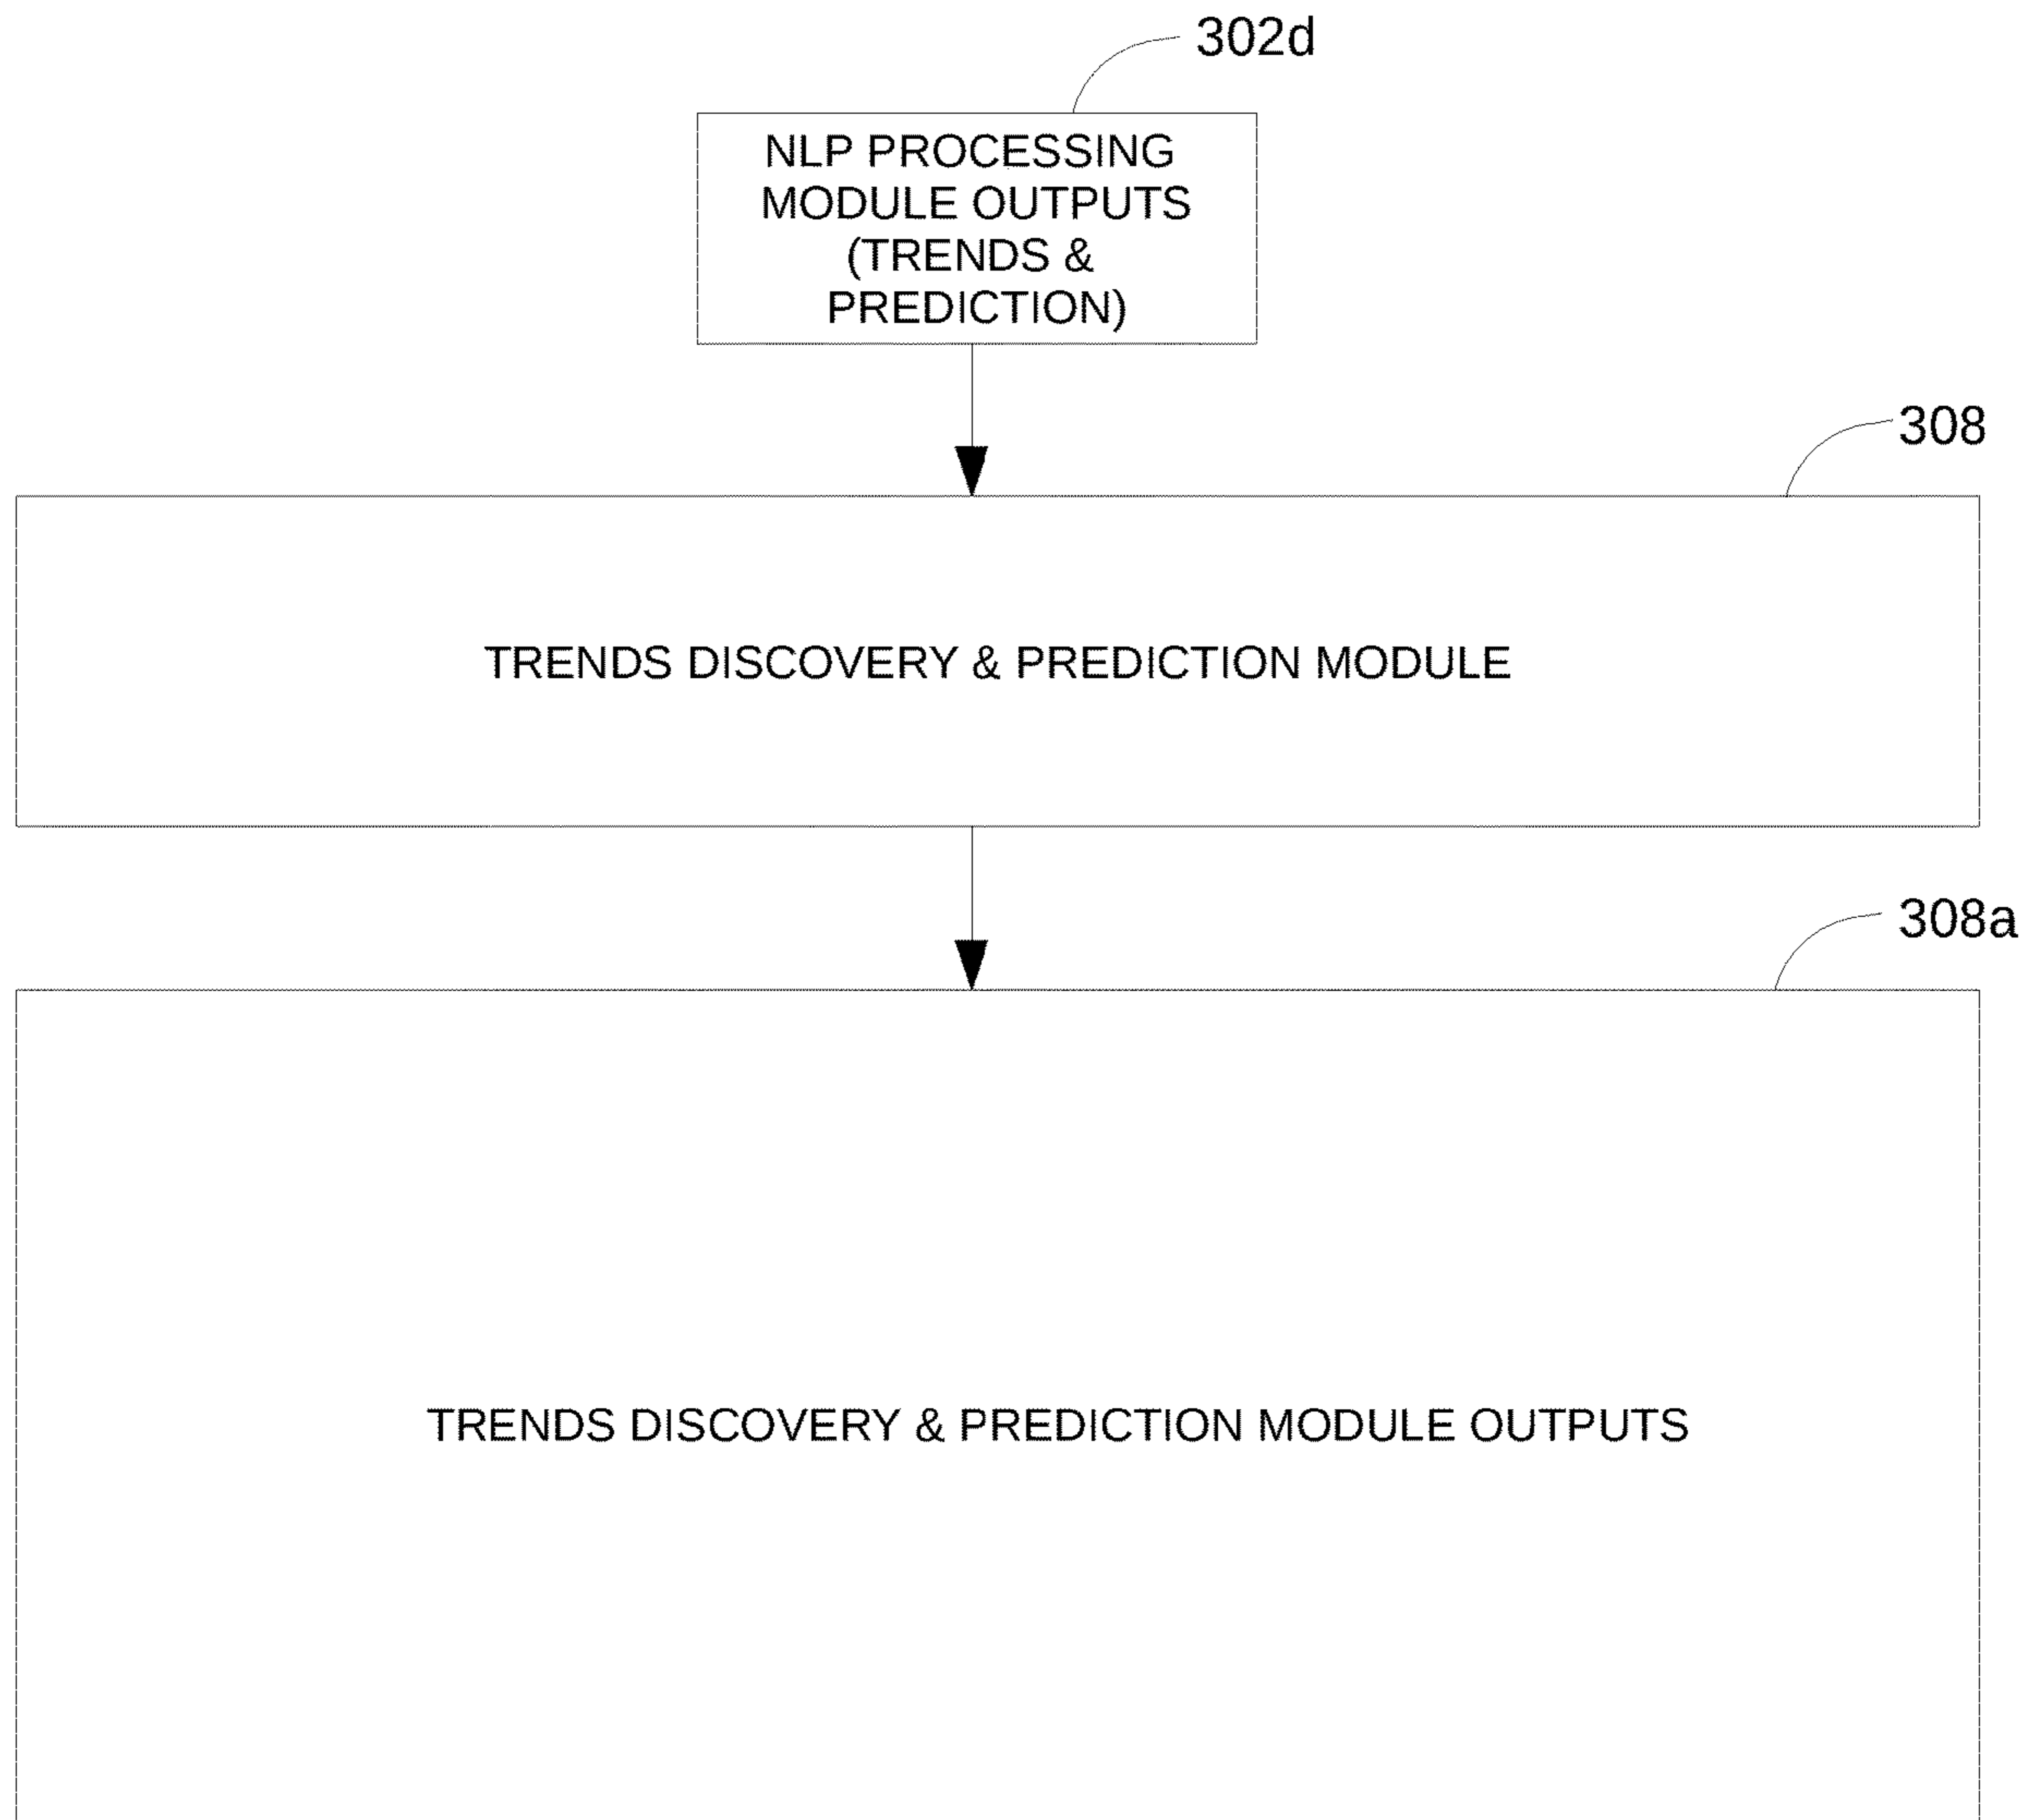 302d
NLP PROCESSING
MODULE OUTPUTS
(TRENDS &
PREDICTION)
308
TRENDS DISCOVERY & PREDICTION MODULE
308a
TRENDS DISCOVERY & PREDICTION MODULE OUTPUTS